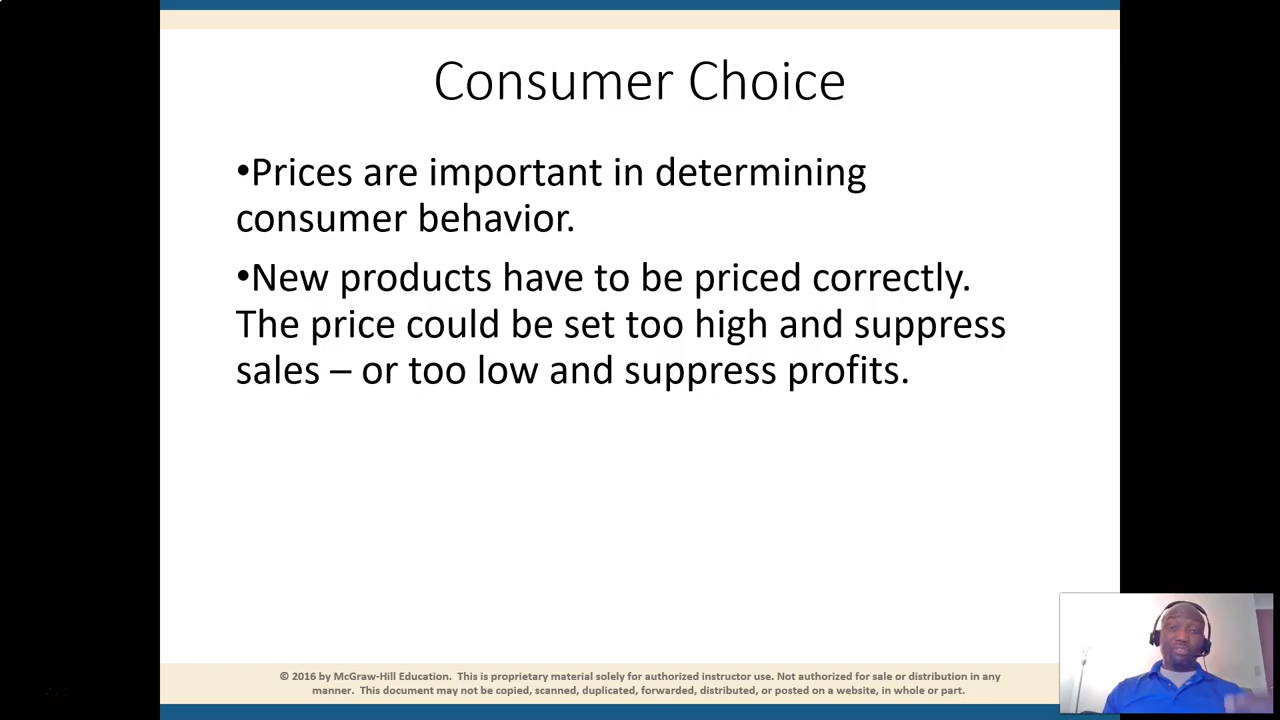 Consumer Choice
•Prices are important in determining
consumer behavior.
•New products have to be priced correctly.
The price could be set too high and suppress
sales – or too low and suppress profits.
© 2016 by McGraw-Hill Education.  This is proprietary material solely for authorized instructor use. Not authorized for sale or distribution in any
manner.  This document may not be copied, scanned, duplicated, forwarded, distributed, or posted on a website, in whole or part.